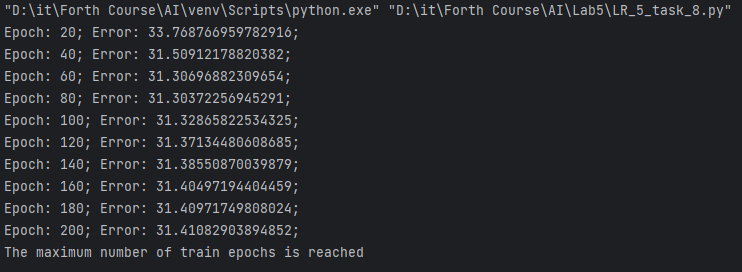 "D:\it\Forth Course\AI\venv\Scripts\python.exe" "D:\it\Forth Course\AI\Lab5\LR_5_task_8.py"
Epoch: 20; Error: 33.768766959782916;
Epoch: 40; Error: 31.50912178820382;
Epoch: 60; Error: 31.30696882309654;
Epoch: 80; Error: 31.30372256945291;
Epoch: 100; Error: 31.32865822534325;
Epoch: 120; Error: 31.37134480608685;
Epoch: 140; Error: 31.38550870039879;
Epoch: 160; Error: 31.40497194404459;
Epoch: 180; Error: 31.40971749808024;
Epoch: 200; Error: 31.41082903894852;
The maximum number of train epochs is reached